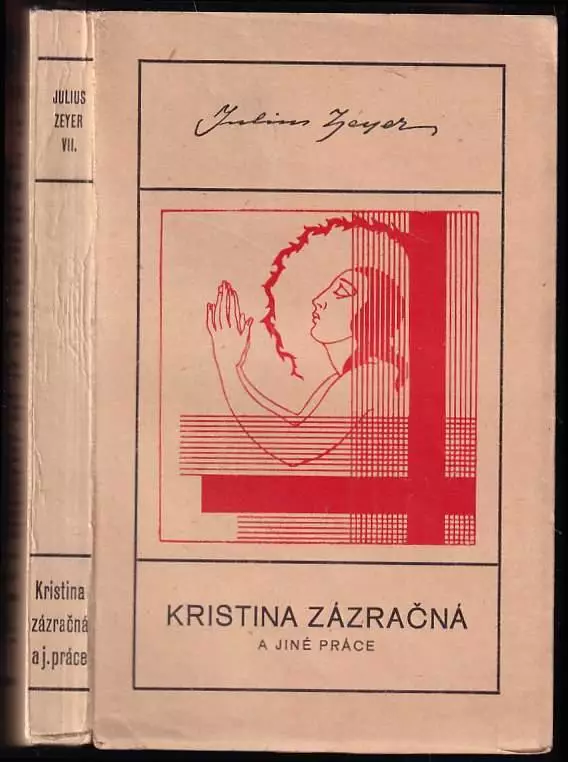 JULIUS
ZEYER
VII.
Kristina
zázračná
a j. práce
Julius Zeyer
KRISTINA ZÁZRAČNÁ
A JINÉ PRÁCE